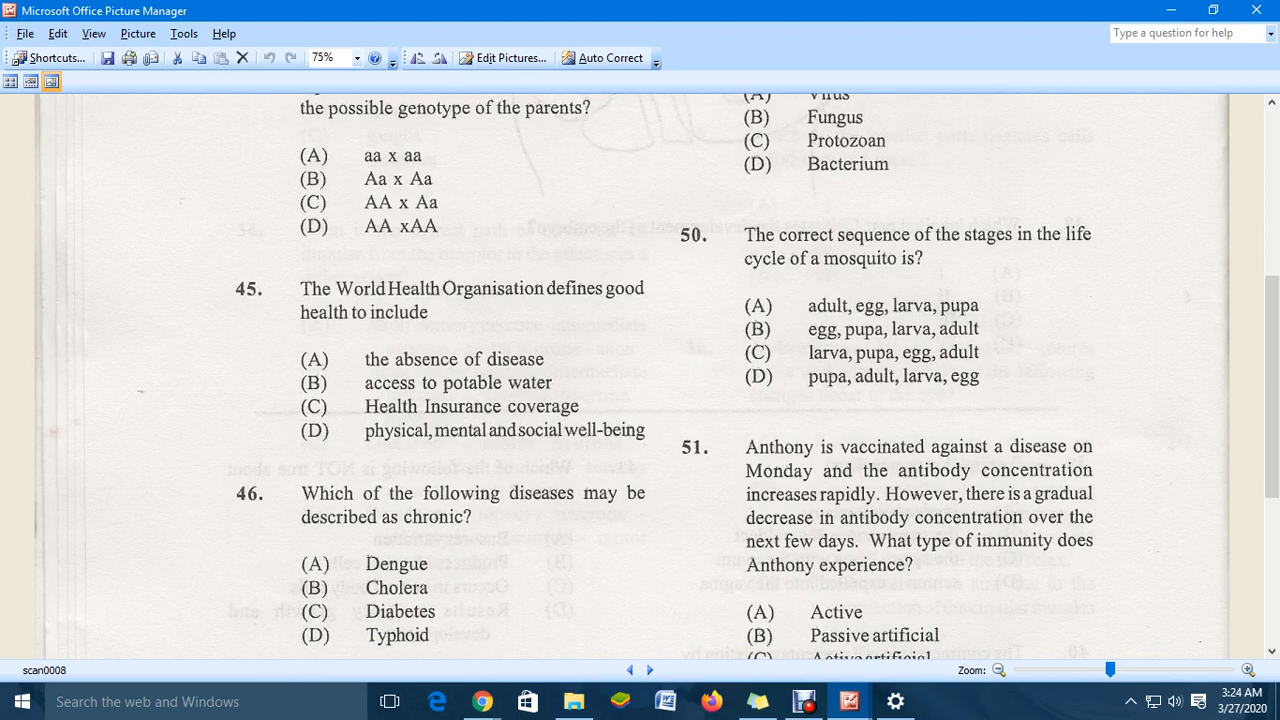 Microsoft Office Picture Manager
File Edit View Picture Tools Help
Type a question for help
Shortcuts... 75% Edit Pictures... Auto Correct
the possible genotype of the parents?
(A) aa x aa
(B) Aa x Aa
(C) AA x Aa
(D) AA xAA
45. The World Health Organisation defines good
health to include
(A) the absence of disease
(B) access to potable water
(C) Health Insurance coverage
(D) physical, mental and social well-being
46. Which of the following diseases may be
described as chronic?
(A) Dengue
(B) Cholera
(C) Diabetes
(D) Typhoid
(A) Virus
(B) Fungus
(C) Protozoan
(D) Bacterium
50. The correct sequence of the stages in the life
cycle of a mosquito is?
(A) adult, egg, larva, pupa
(B) egg, pupa, larva, adult
(C) larva, pupa, egg, adult
(D) pupa, adult, larva, egg
51. Anthony is vaccinated against a disease on
Monday and the antibody concentration
increases rapidly. However, there is a gradual
decrease in antibody concentration over the
next few days. What type of immunity does
Anthony experience?
(A) Active
(B) Passive artificial
(C) Active artificial
scan0008
Zoom:
Search the web and Windows
3:24 AM
3/27/2020